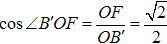 cos∠B′OF = OF/OB′ = √2/2